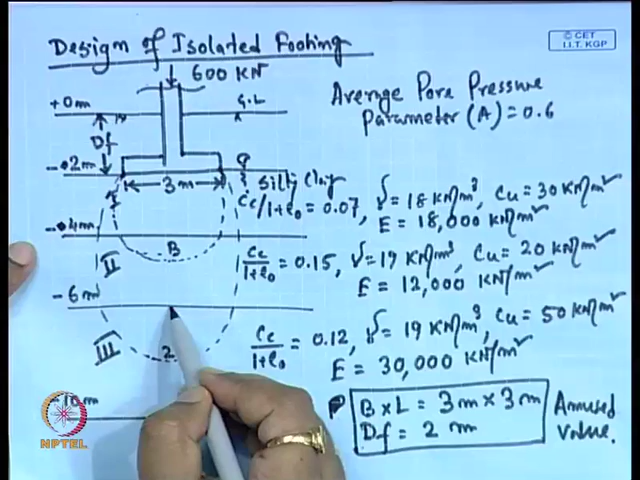 Design of Isolated Footing
© CET
I.I.T. KGP
600 KN
+0m
G.L
Average Pore Pressure
Parameter (A) = 0.6
Df
-2m
3m
Silty Clay
Cc/1+e0 = 0.07, γ = 18 KN/m³ Cu = 30 KN/m²
E = 18,000 KN/m²
-4m
B
II
Cc/1+e0 = 0.15, γ = 19 KN/m³ Cu = 20 KN/m²
E = 12,000 KN/m²
-6m
III
Cc/1+e0 = 0.12, γ = 19 KN/m³, Cu = 50 KN/m²
E = 30,000 KN/m²
-10m
B x L = 3m x 3m
Df = 2 m
Assumed
Value.
NPTEL